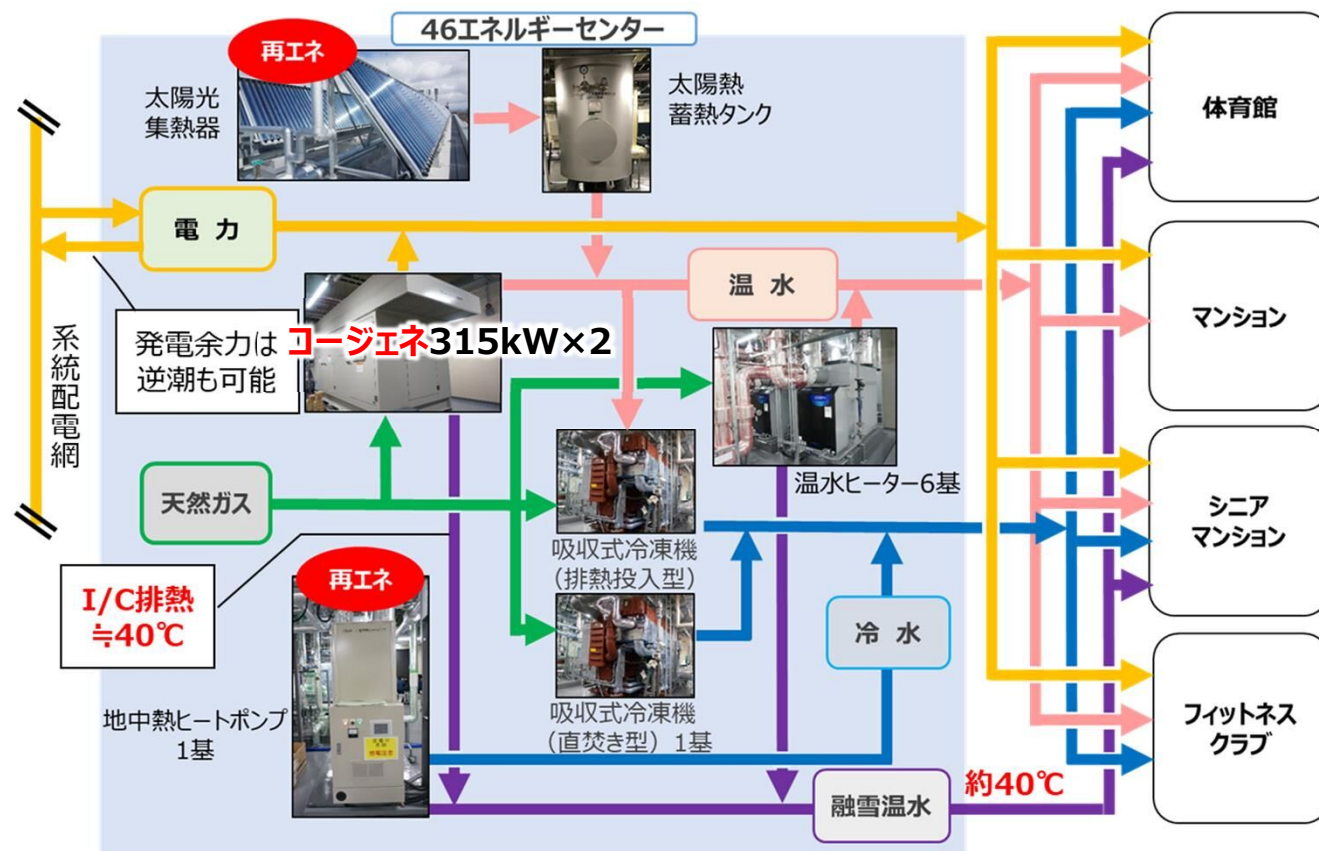 46エネルギーセンター
再エネ
太陽光
集熱器
太陽熱
蓄熱タンク
体育館
電 力
温 水
マンション
系統配電網
発電余力は
逆潮も可能
コージェネ315kW×2
天然ガス
温水ヒーター6基
シニア
マンション
吸収式冷凍機
（排熱投入型）
I/C排熱
≒40℃
再エネ
冷 水
地中熱ヒートポンプ
1基
吸収式冷凍機
（直焚き型）1基
フィットネス
クラブ
融雪温水
約40℃